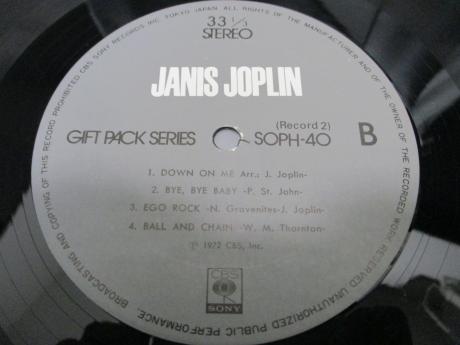 33 1/3
STEREO
JANIS JOPLIN
GIFT PACK SERIES
(Record 2)
SOPH-40
B
1. DOWN ON ME Arr.; J. Joplin-
2. BYE, BYE BABY -P. St. John-
3. EGO ROCK -N. Gravenites-J. Joplin-
4. BALL AND CHAIN -W. M. Thornton-
Ⓟ 1972 CBS, Inc.
CBS
SONY
CBS SONY RECORDS INC. TOKYO JAPAN. ALL RIGHTS OF THE MANUFACTURER AND OF THE OWNER OF THE RECORDED WORK RESERVED UNAUTHORIZED PUBLIC PERFORMANCE. BROADCASTING AND COPYING OF THIS RECORD PROHIBITED